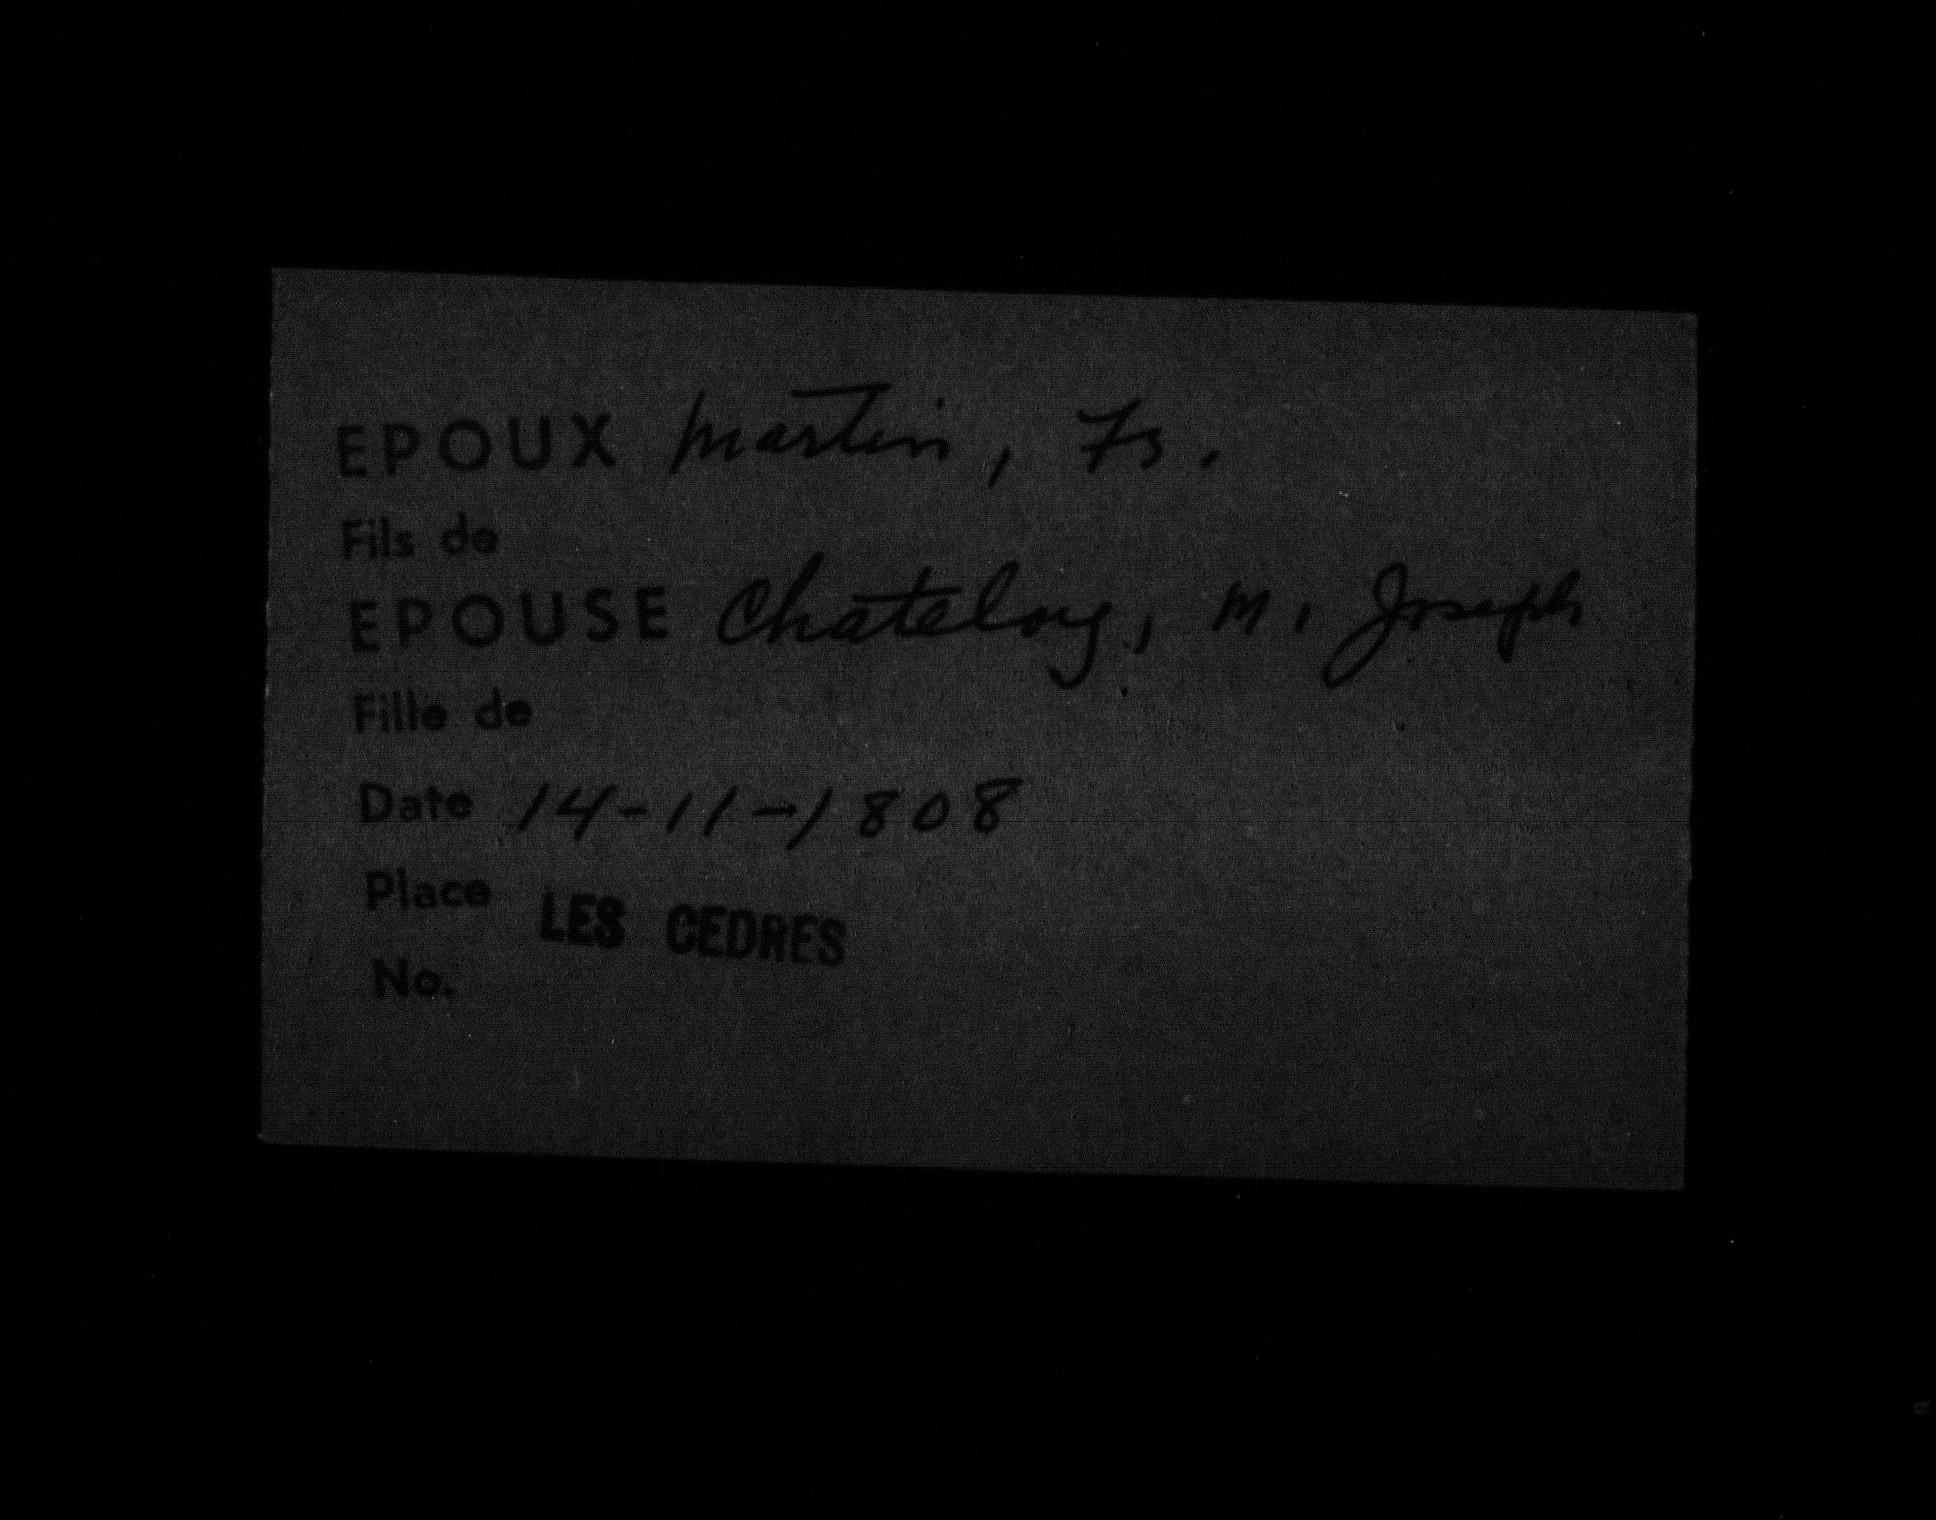 EPOUX Martin, Fs.
Fils de
EPOUSE Chateloy, M. Joseph
Fille de
Date 14-11-1808
Place LES CEDRES
No.